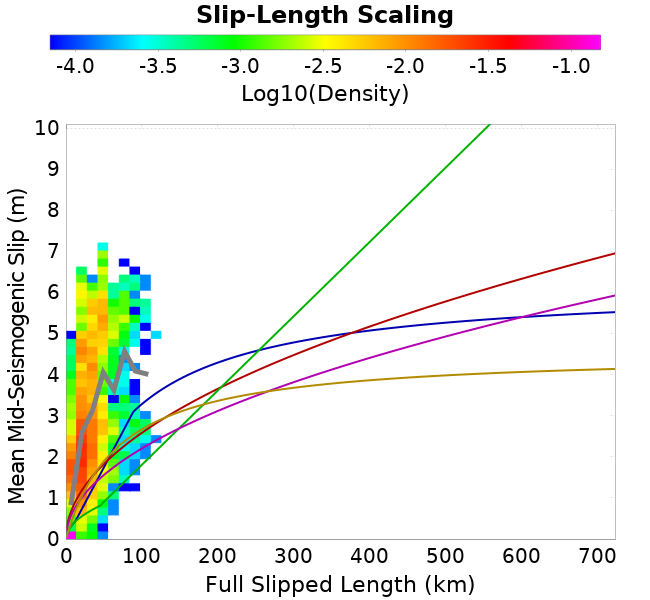 Slip-Length Scaling
-4.0 -3.5 -3.0 -2.5 -2.0 -1.5 -1.0
Log10(Density)
10
9
8
7
6
5
4
3
2
1
0
Mean Mid-Seismogenic Slip (m)
0 100 200 300 400 500 600 700
Full Slipped Length (km)